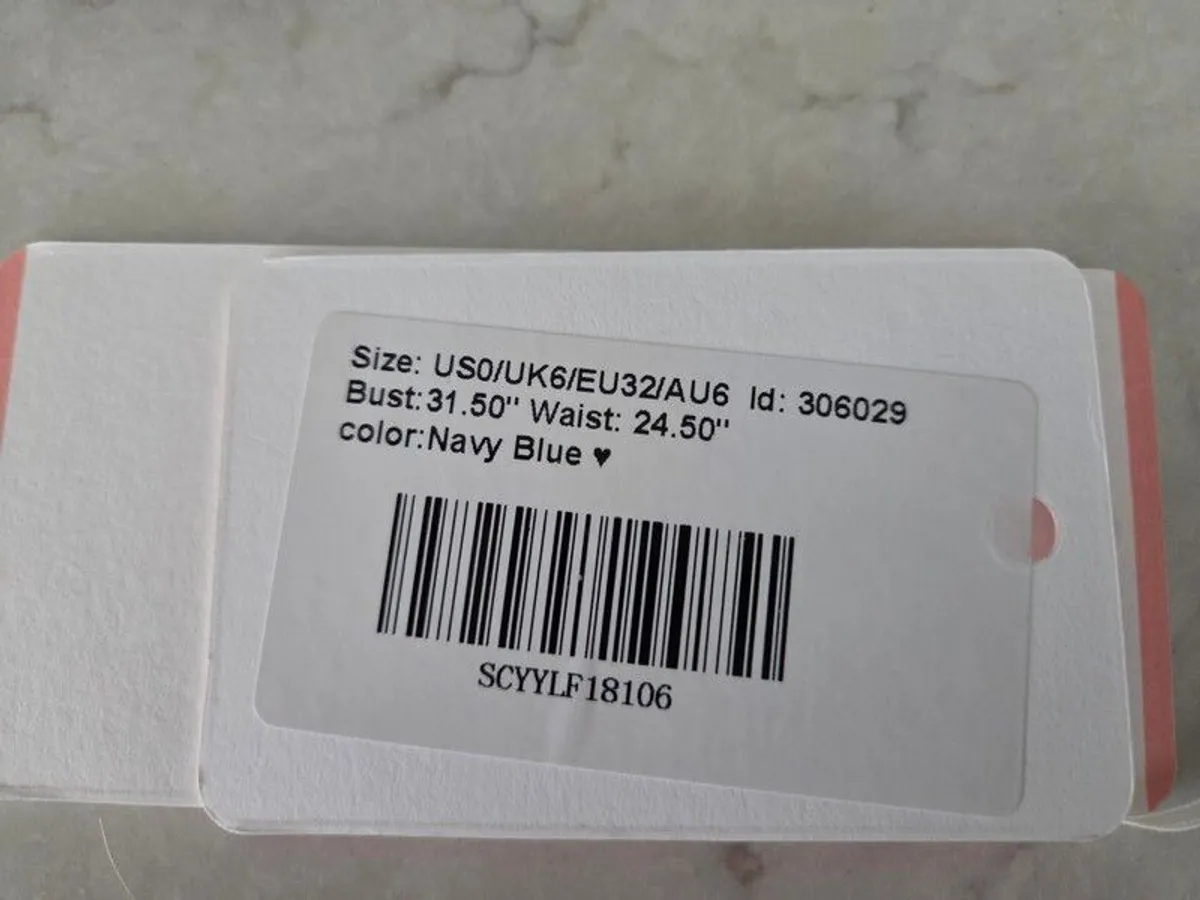 Size: US0/UK6/EU32/AU6 Id: 306029
Bust:31.50" Waist: 24.50"
color:Navy Blue ♥
SCYYLF18106